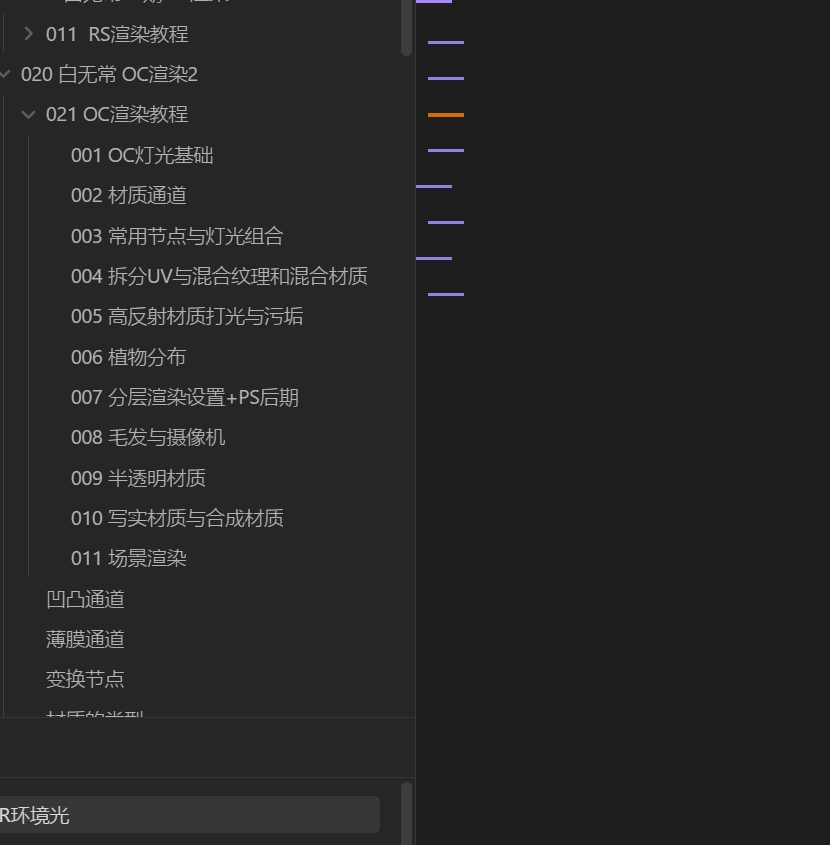 011 RS渲染教程
020 白无常 OC渲染2
021 OC渲染教程
001 OC灯光基础
002 材质通道
003 常用节点与灯光组合
004 拆分UV与混合纹理和混合材质
005 高反射材质打光与污垢
006 植物分布
007 分层渲染设置+PS后期
008 毛发与摄像机
009 半透明材质
010 写实材质与合成材质
011 场景渲染
凹凸通道
薄膜通道
变换节点
材质的类型
R环境光